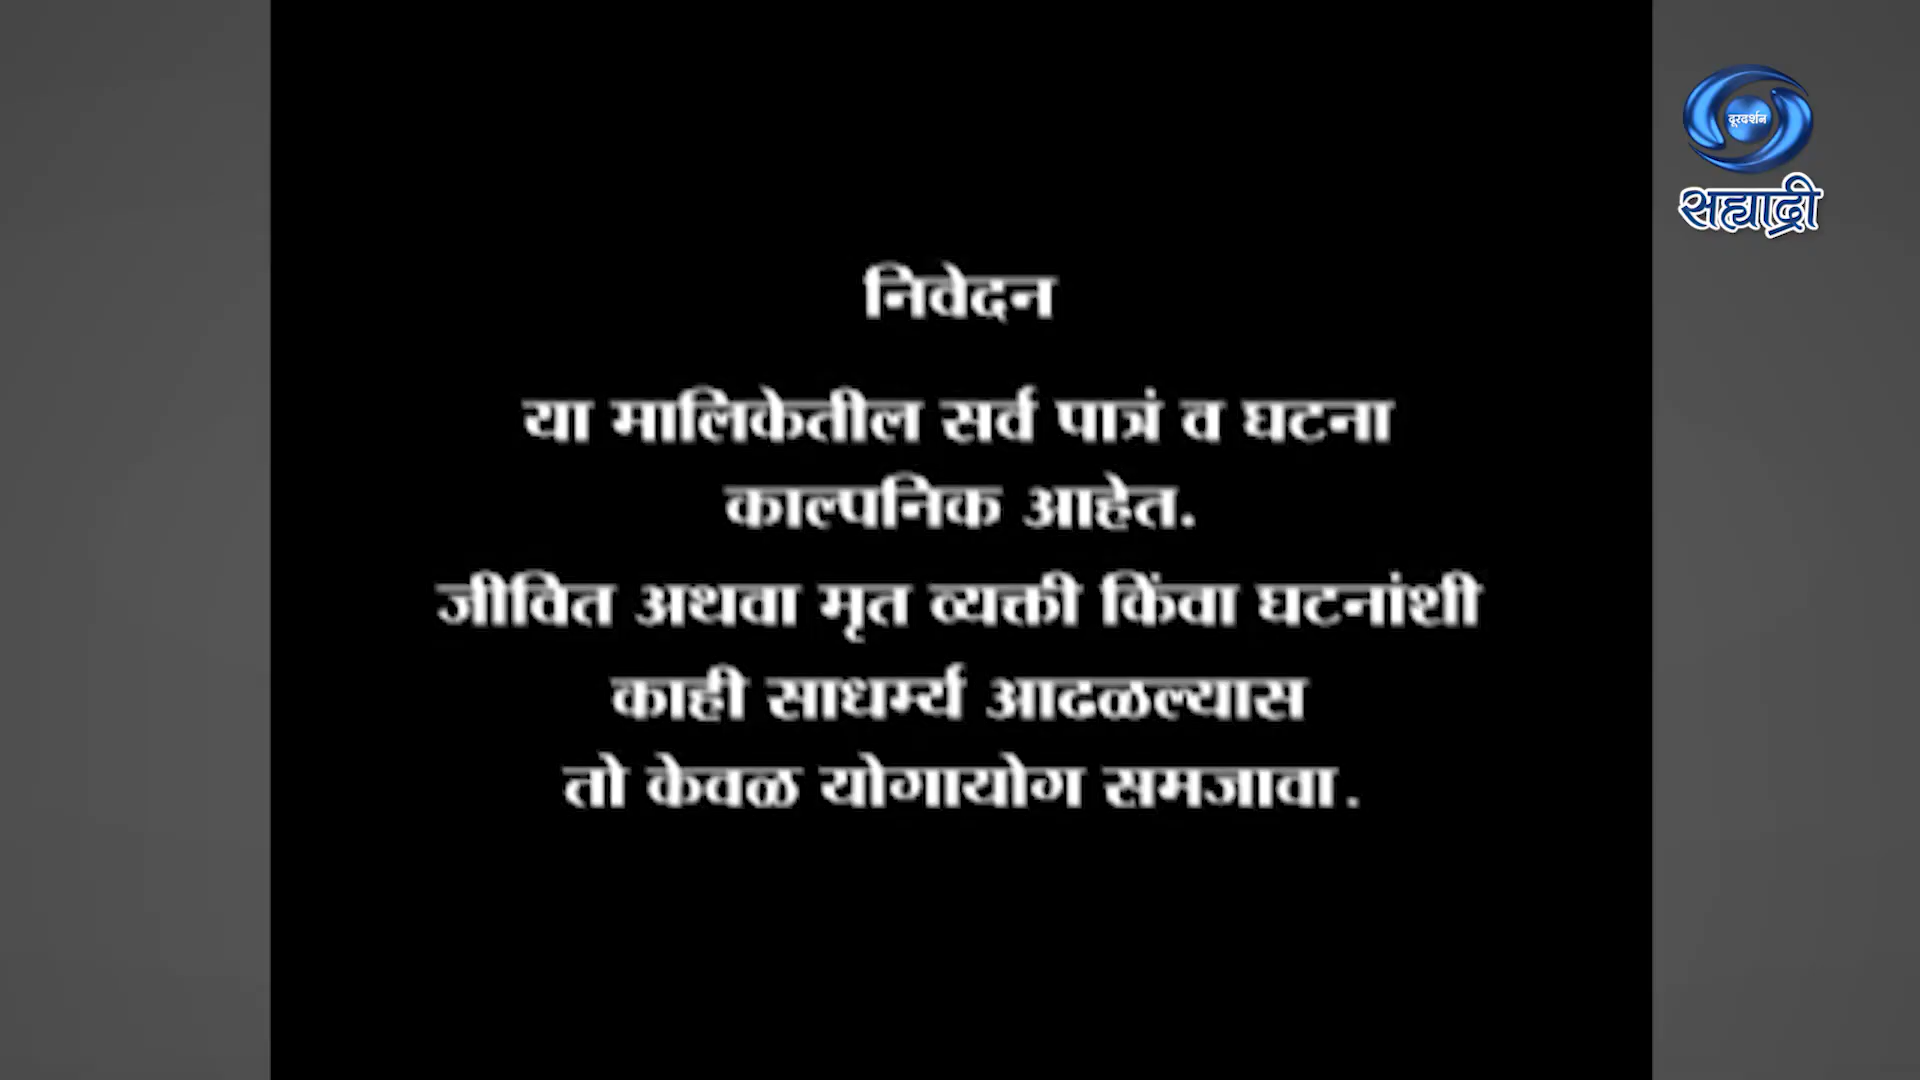 दूरदर्शन
सह्याद्री
निवेदन
या मालिकेतील सर्व पात्रं व घटना
काल्पनिक आहेत.
जीवित अथवा मृत व्यक्ती किंवा घटनांशी
काही साधर्म्य आढळल्यास
तो केवळ योगायोग समजावा.